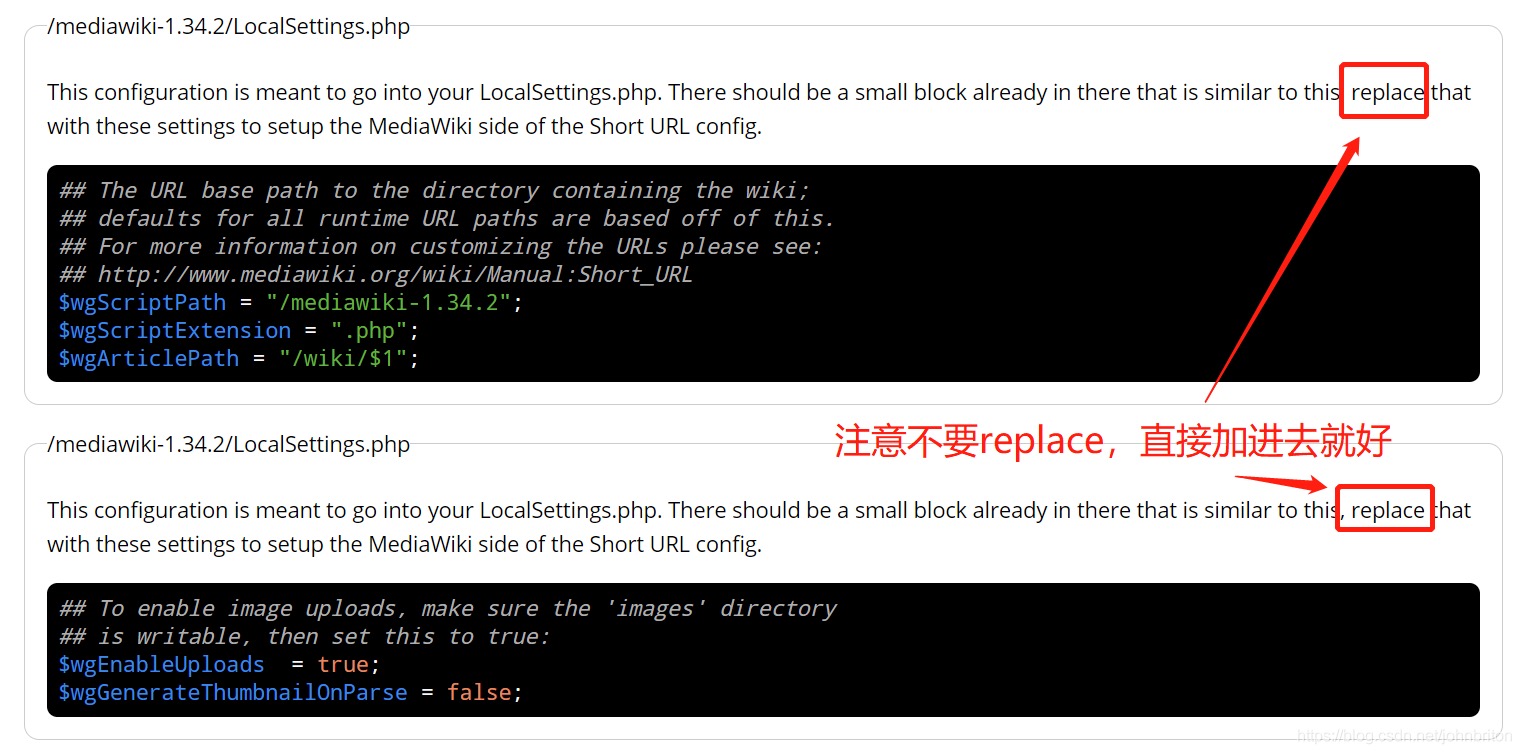 /mediawiki-1.34.2/LocalSettings.php
This configuration is meant to go into your LocalSettings.php. There should be a small block already in there that is similar to this, replace that
with these settings to setup the MediaWiki side of the Short URL config.
## The URL base path to the directory containing the wiki;
## defaults for all runtime URL paths are based off of this.
## For more information on customizing the URLs please see:
## http://www.mediawiki.org/wiki/Manual:Short_URL
$wgScriptPath = "/mediawiki-1.34.2";
$wgScriptExtension = ".php";
$wgArticlePath = "/wiki/$1";
注意不要replace，直接加进去就好
/mediawiki-1.34.2/LocalSettings.php
This configuration is meant to go into your LocalSettings.php. There should be a small block already in there that is similar to this, replace that
with these settings to setup the MediaWiki side of the Short URL config.
## To enable image uploads, make sure the 'images' directory
## is writable, then set this to true:
$wgEnableUploads  = true;
$wgGenerateThumbnailOnParse = false;
https://blog.csdn.net/johnbriton